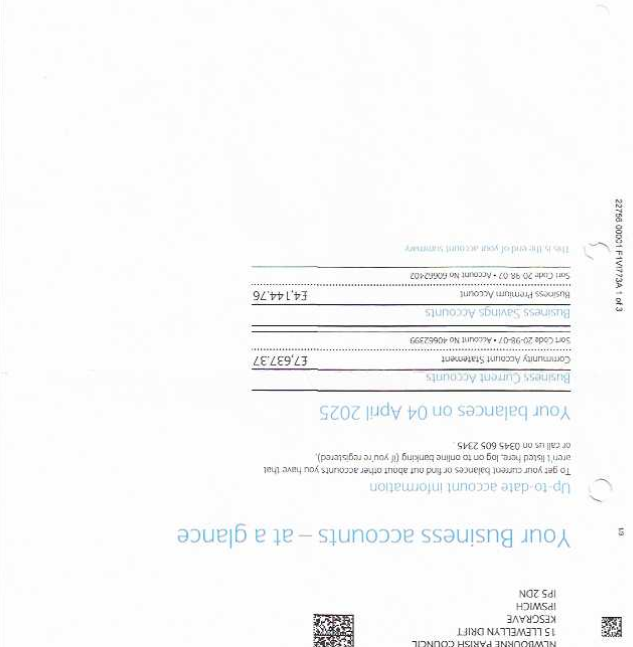 NEWBOURNE PARISH COUNCIL
15 LLEWELLYN DRIFT
KESGRAVE
IPSWICH
IP5 2DN
Your Business accounts – at a glance
Up-to-date account information
To get your current balances or find out about other accounts you have that
aren't listed here, log on to online banking (if you're registered),
or call us on 0345 605 2345.
Your balances on 04 April 2025
Business Current Accounts
Community Account Statement £7,637.37
Sort Code 20-98-07 • Account No 40662399
Business Savings Accounts
Business Premium Account £4,144.76
Sort Code 20-98-07 • Account No 60662402
This is the end of your account summary
22756 00001 F1V1773A 1 of 3